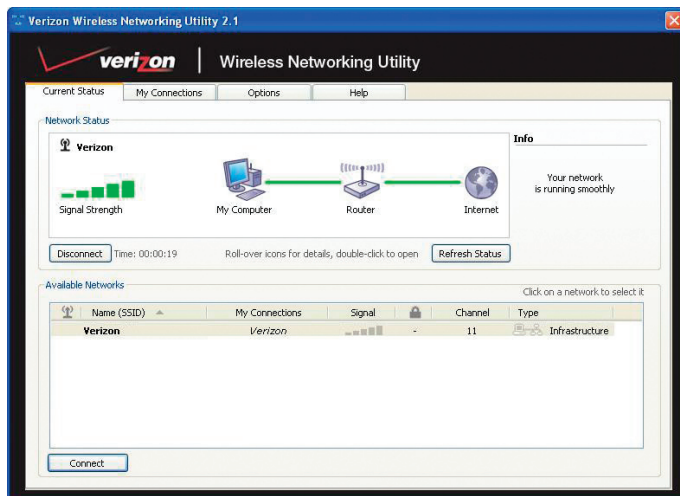 Verizon Wireless Networking Utility 2.1
verizon | Wireless Networking Utility
Current Status My Connections Options Help
Network Status
Verizon
Info
Your network
is running smoothly
Signal Strength My Computer Router Internet
Disconnect Time: 00:00:19 Roll-over icons for details, double-click to open Refresh Status
Available Networks
Click on a network to select it
Name (SSID) My Connections Signal Channel Type
Verizon Verizon - 11 Infrastructure
Connect